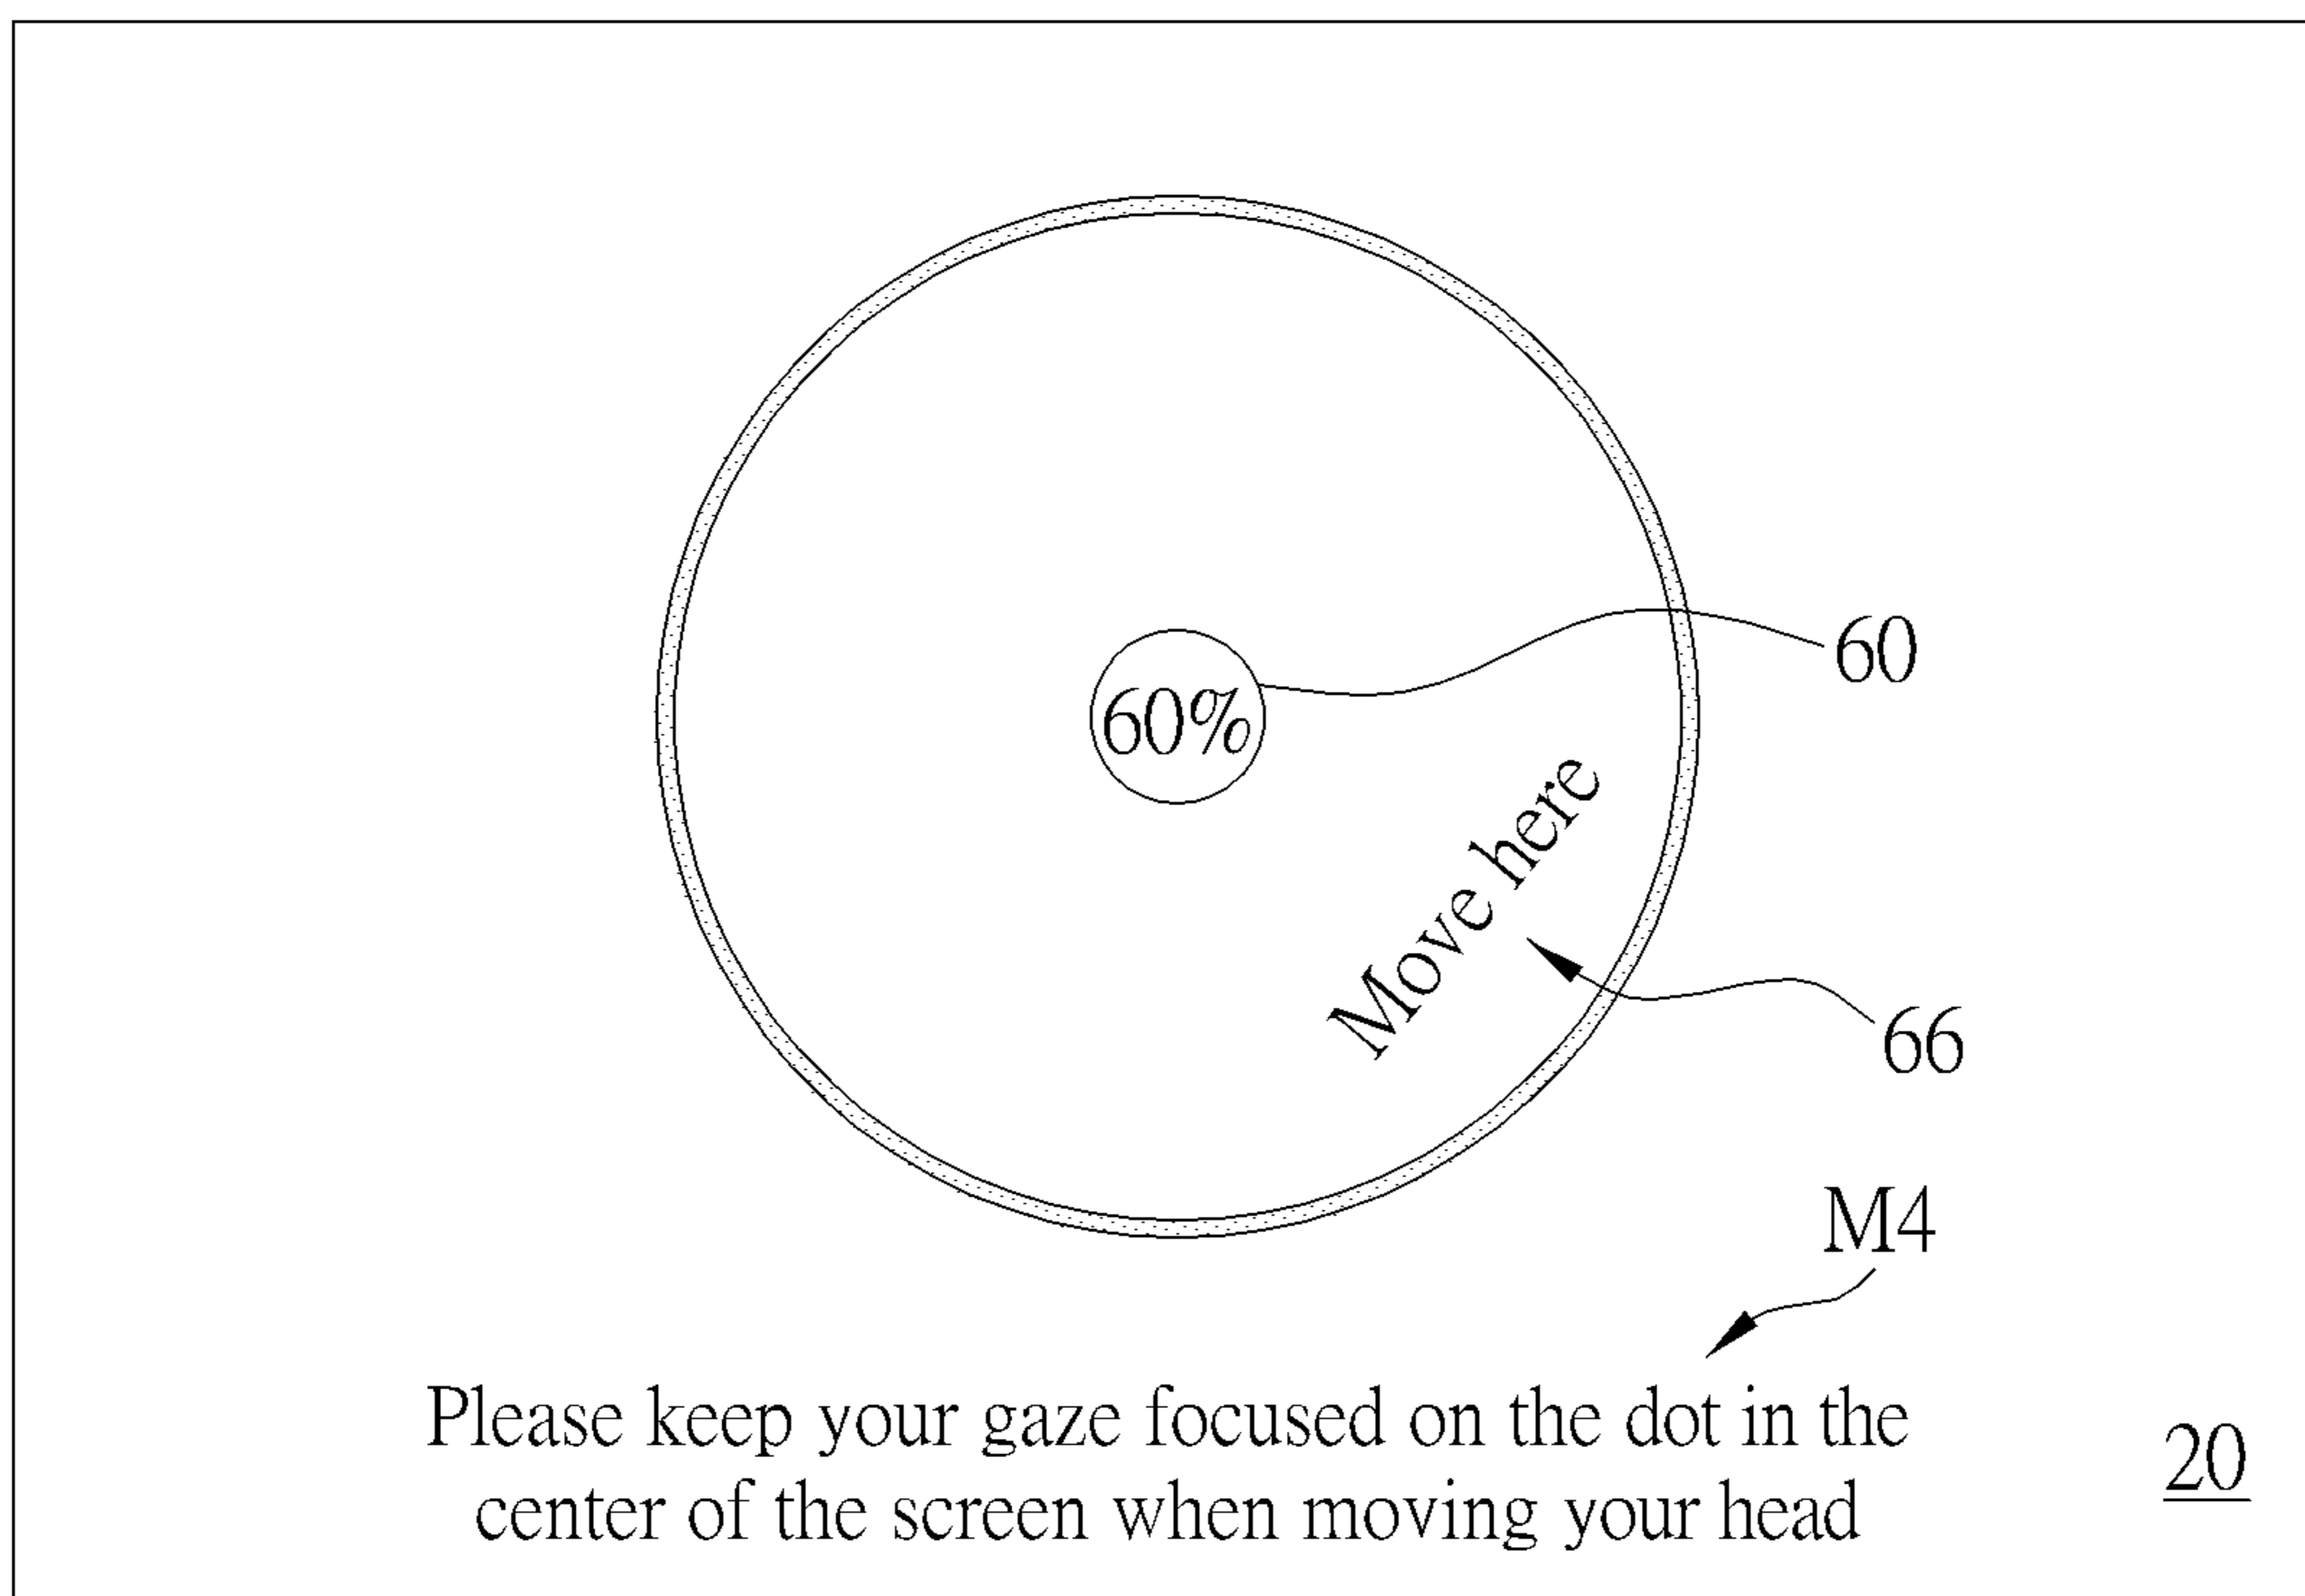 60
60%
Move here
66
M4
Please keep your gaze focused on the dot in the
center of the screen when moving your head
20